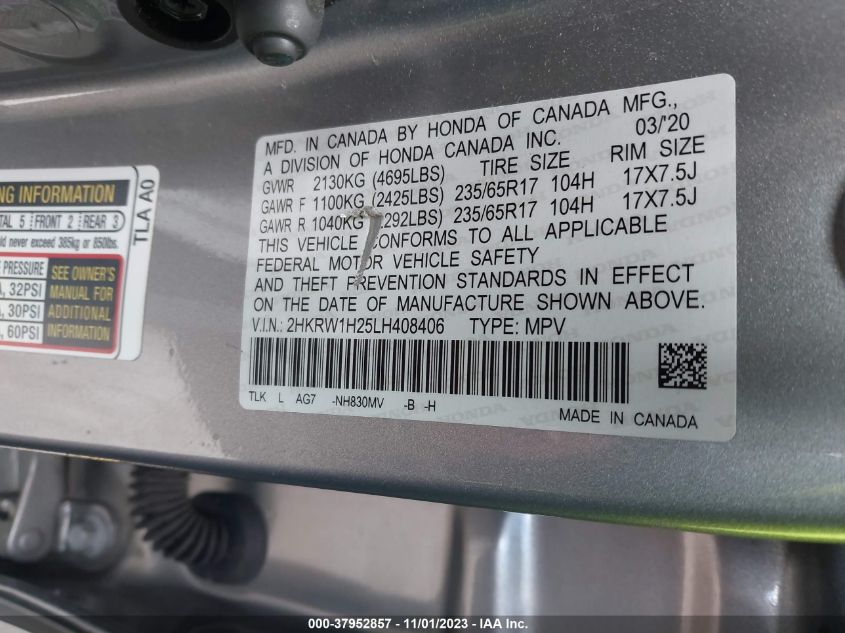 MFD. IN CANADA BY HONDA OF CANADA MFG.,
A DIVISION OF HONDA CANADA INC. 03/'20
GVWR 2130KG (4695LBS) TIRE SIZE RIM SIZE
GAWR F 1100KG (2425LBS) 235/65R17 104H 17X7.5J
GAWR R 1040KG 292LBS) 235/65R17 104H 17X7.5J
THIS VEHICLE CONFORMS TO ALL APPLICABLE
FEDERAL MOTOR VEHICLE SAFETY
AND THEFT PREVENTION STANDARDS IN EFFECT
ON THE DATE OF MANUFACTURE SHOWN ABOVE.
V.I.N.: 2HKRW1H25LH408406 TYPE: MPV
TLK L AG7 -NH830MV -B -H
MADE IN CANADA
INFORMATION
5 FRONT 2 REAR 3
never exceed 385kg or 850lbs.
TLA A0
PRESSURE
32PSI
30PSI
60PSI
SEE OWNER'S
MANUAL FOR
ADDITIONAL
INFORMATION
000-37952857 - 11/01/2023 - IAA Inc.